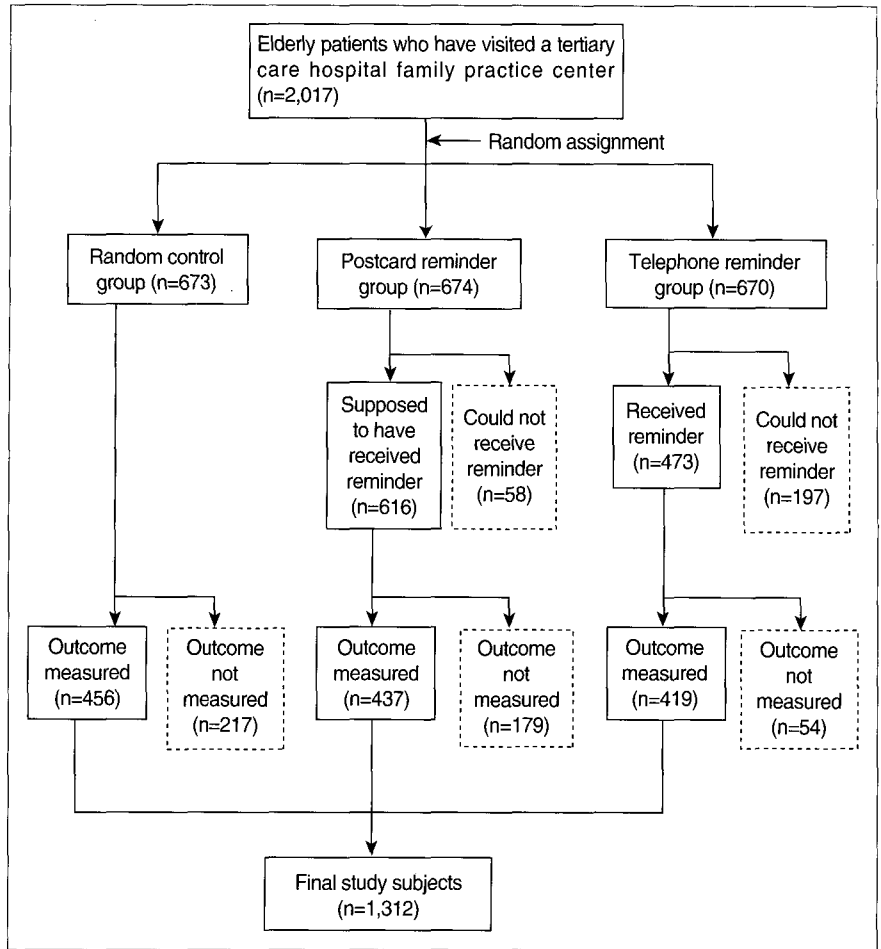 Elderly patients who have visited a tertiary
care hospital family practice center
(n=2,017)
Random assignment
Random control
group (n=673)
Postcard reminder
group (n=674)
Telephone reminder
group (n=670)
Supposed
to have
received
reminder
(n=616)
Could not
receive
reminder
(n=58)
Received
reminder
(n=473)
Could not
receive
reminder
(n=197)
Outcome
measured
(n=456)
Outcome
not
measured
(n=217)
Outcome
measured
(n=437)
Outcome
not
measured
(n=179)
Outcome
measured
(n=419)
Outcome
not
measured
(n=54)
Final study subjects
(n=1,312)